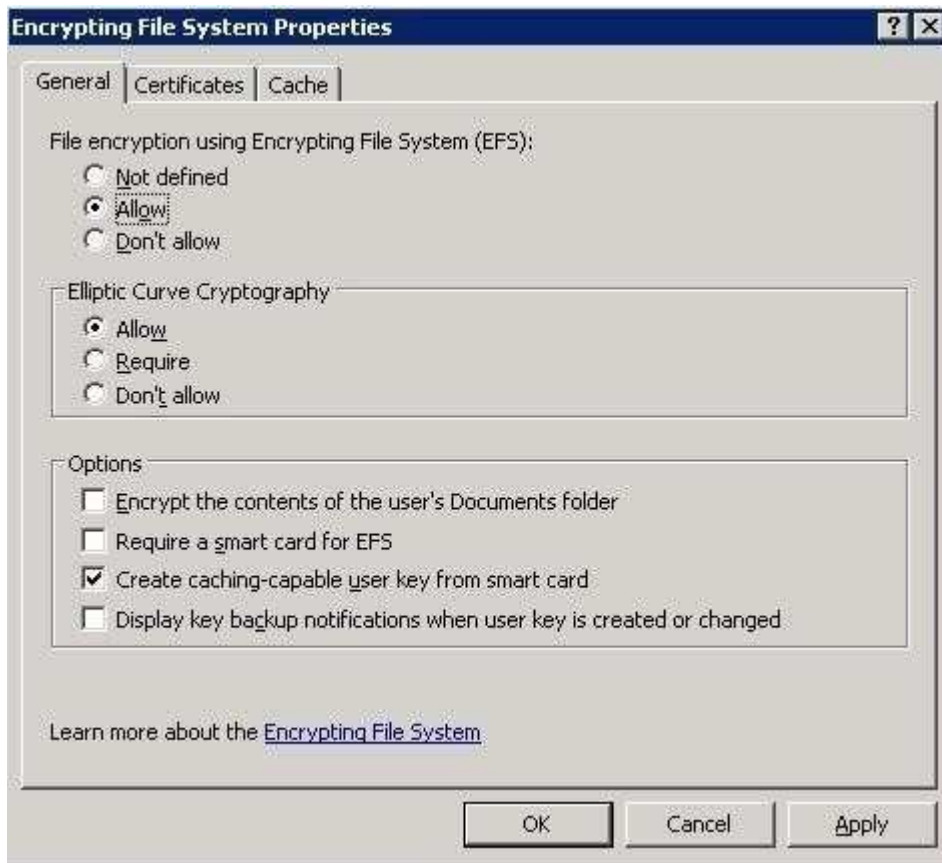 Encrypting File System Properties
General Certificates Cache
File encryption using Encrypting File System (EFS):
Not defined
Allow
Don't allow
Elliptic Curve Cryptography
Allow
Require
Don't allow
Options
Encrypt the contents of the user's Documents folder
Require a smart card for EFS
Create caching-capable user key from smart card
Display key backup notifications when user key is created or changed
Learn more about the Encrypting File System
OK Cancel Apply